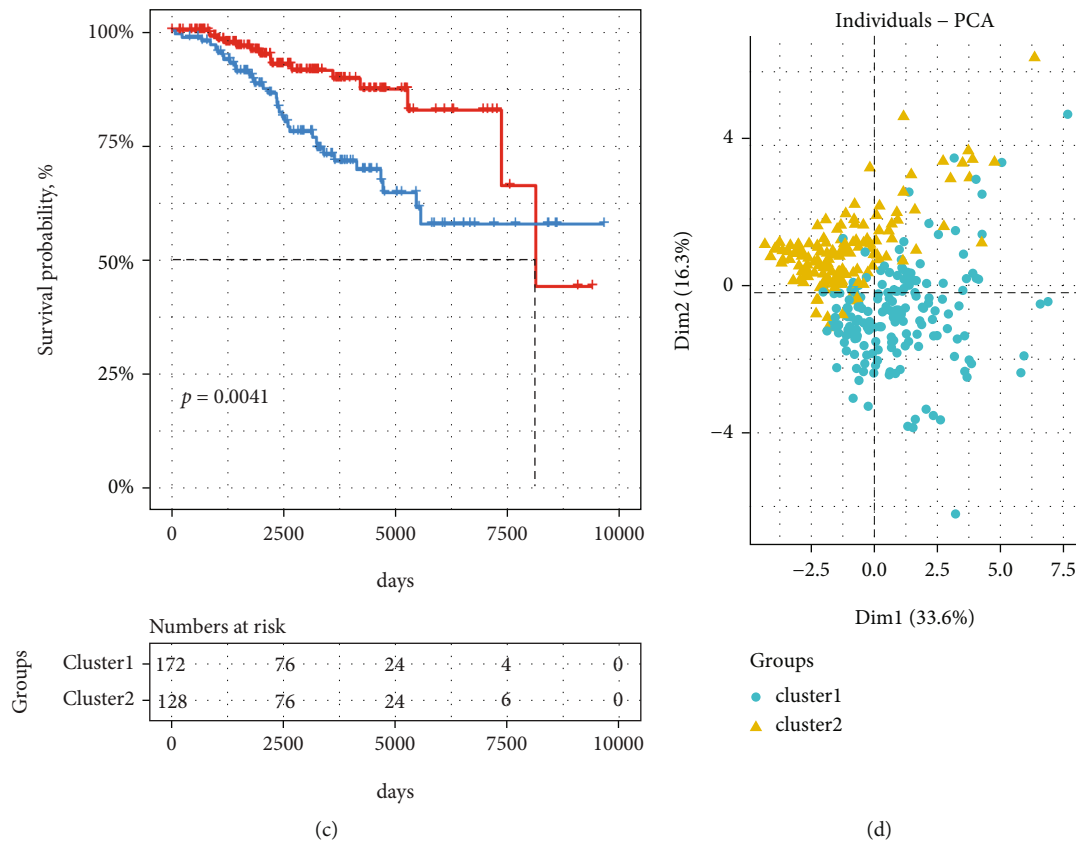 100%
75%
50%
25%
0%
Survival probability, %
p = 0.0041
0 2500 5000 7500 10000
days
Numbers at risk
Groups
Cluster1 172 76 24 4 0
Cluster2 128 76 24 6 0
0 2500 5000 7500 10000
days
(c)
Individuals – PCA
4
0
−4
Dim2 (16.3%)
−2.5 0.0 2.5 5.0 7.5
Dim1 (33.6%)
Groups
cluster1
cluster2
(d)